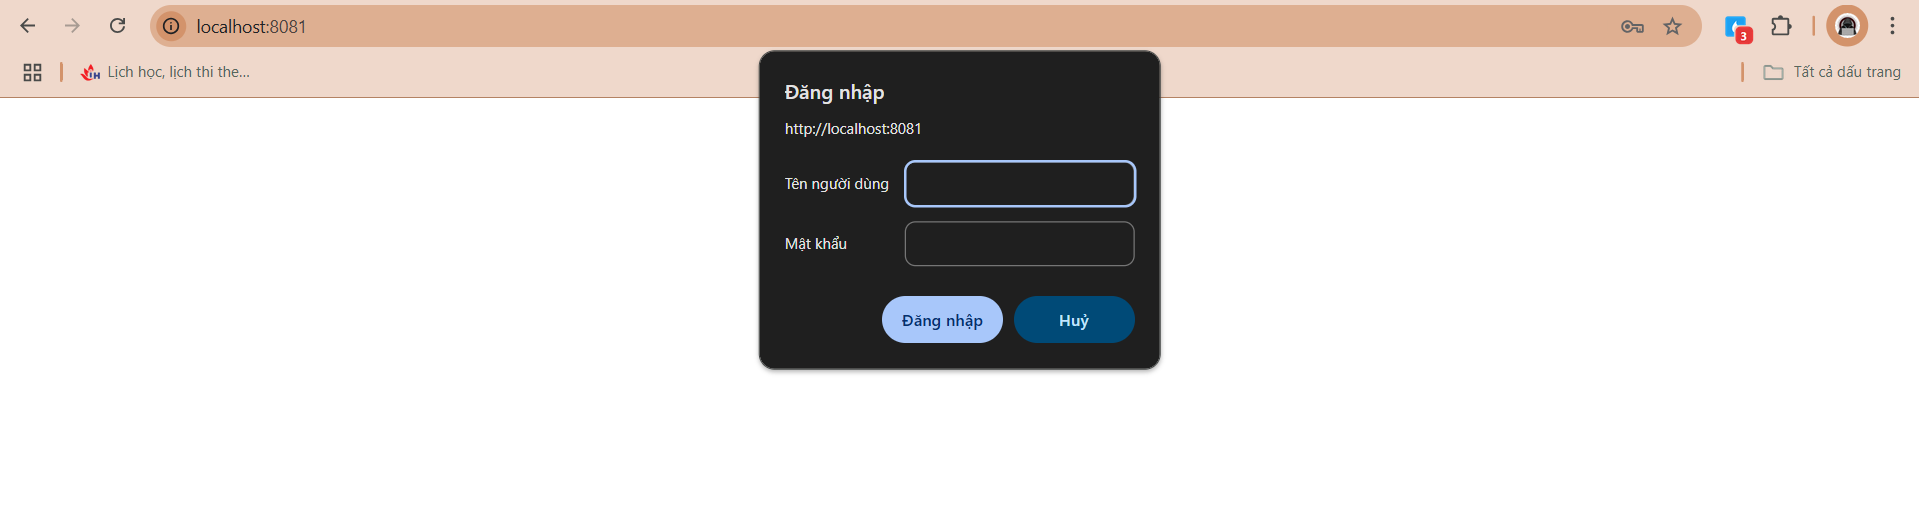 localhost:8081
3
Lịch học, lịch thi the...
Tất cả dấu trang
Đăng nhập
http://localhost:8081
Tên người dùng
Mật khẩu
Đăng nhập
Huỷ